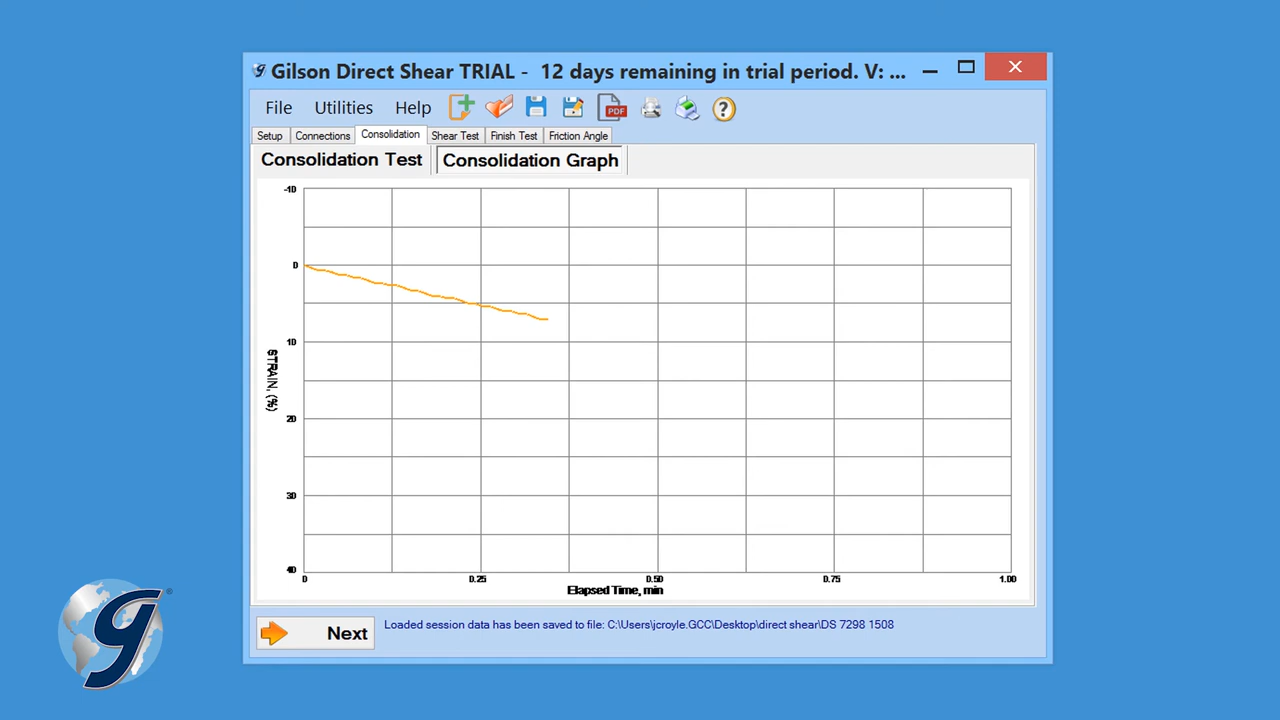 Gilson Direct Shear TRIAL -  12 days remaining in trial period. V: ...
File Utilities Help PDF ?
Setup Connections Consolidation Shear Test Finish Test Friction Angle
Consolidation Test Consolidation Graph
-10
0
10
20
30
40
STRAIN, (%)
0 0.25 0.50 0.75 1.00
Elapsed Time, min
Next
Loaded session data has been saved to file: C:\Users\jcroyle.GCC\Desktop\direct shear\DS 7298 1508
g ®